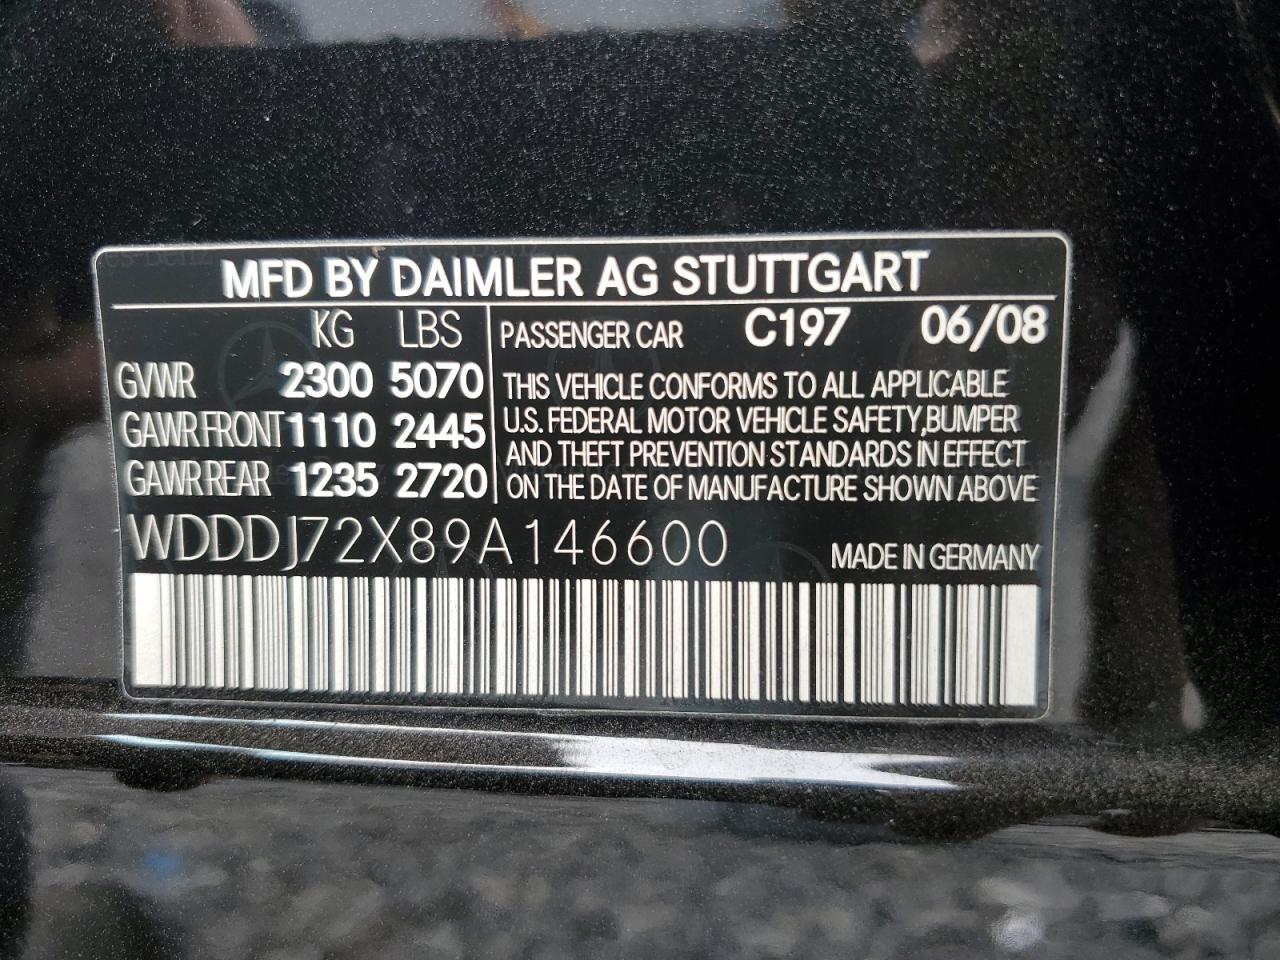 MFD BY DAIMLER AG STUTTGART
KG LBS
GVWR 2300 5070
GAWR FRONT 1110 2445
GAWR REAR 1235 2720
PASSENGER CAR C197 06/08
THIS VEHICLE CONFORMS TO ALL APPLICABLE
U.S. FEDERAL MOTOR VEHICLE SAFETY,BUMPER
AND THEFT PREVENTION STANDARDS IN EFFECT
ON THE DATE OF MANUFACTURE SHOWN ABOVE
WDDDJ72X89A146600
MADE IN GERMANY